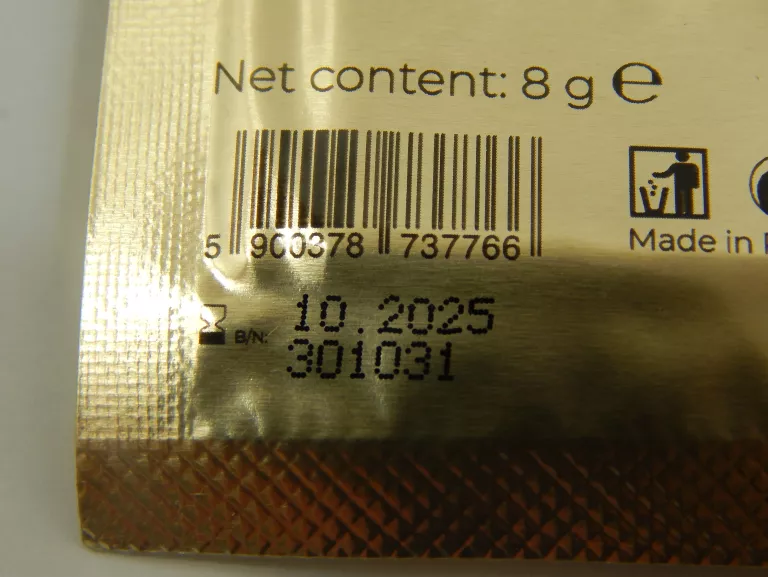 Net content: 8 g ℮
5 900378 737766
Made in
10.2025
B/N: 301031